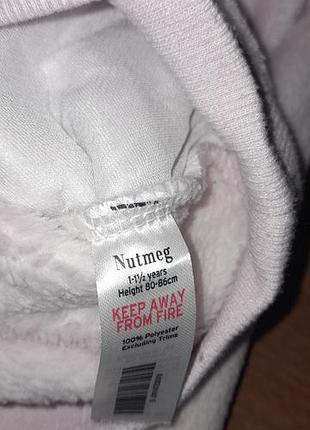 Nutmeg
1-1½ years
Height 80-86cm
KEEP AWAY
FROM FIRE
100% Polyester
Excluding Trims